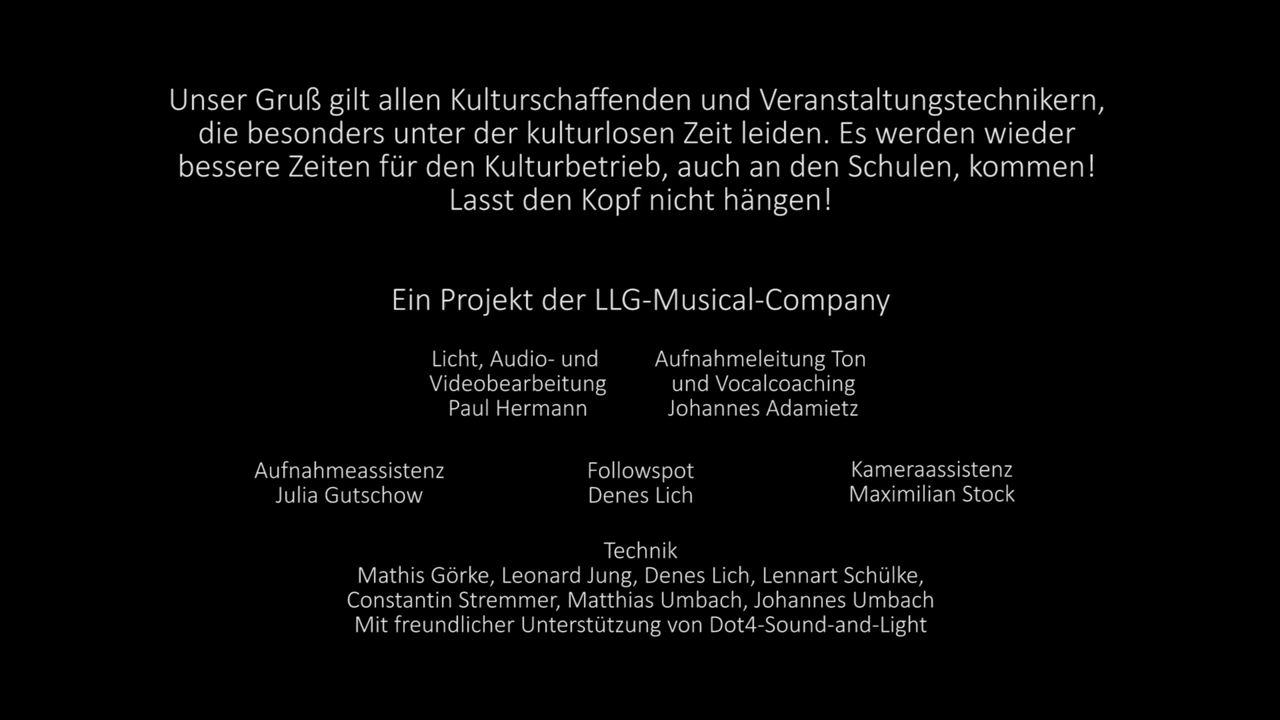 Unser Gruß gilt allen Kulturschaffenden und Veranstaltungstechnikern,
die besonders unter der kulturlosen Zeit leiden. Es werden wieder
bessere Zeiten für den Kulturbetrieb, auch an den Schulen, kommen!
Lasst den Kopf nicht hängen!
Ein Projekt der LLG-Musical-Company
Licht, Audio- und
Videobearbeitung
Paul Hermann
Aufnahmeleitung Ton
und Vocalcoaching
Johannes Adamietz
Aufnahmeassistenz
Julia Gutschow
Followspot
Denes Lich
Kameraassistenz
Maximilian Stock
Technik
Mathis Görke, Leonard Jung, Denes Lich, Lennart Schülke,
Constantin Stremmer, Matthias Umbach, Johannes Umbach
Mit freundlicher Unterstützung von Dot4-Sound-and-Light